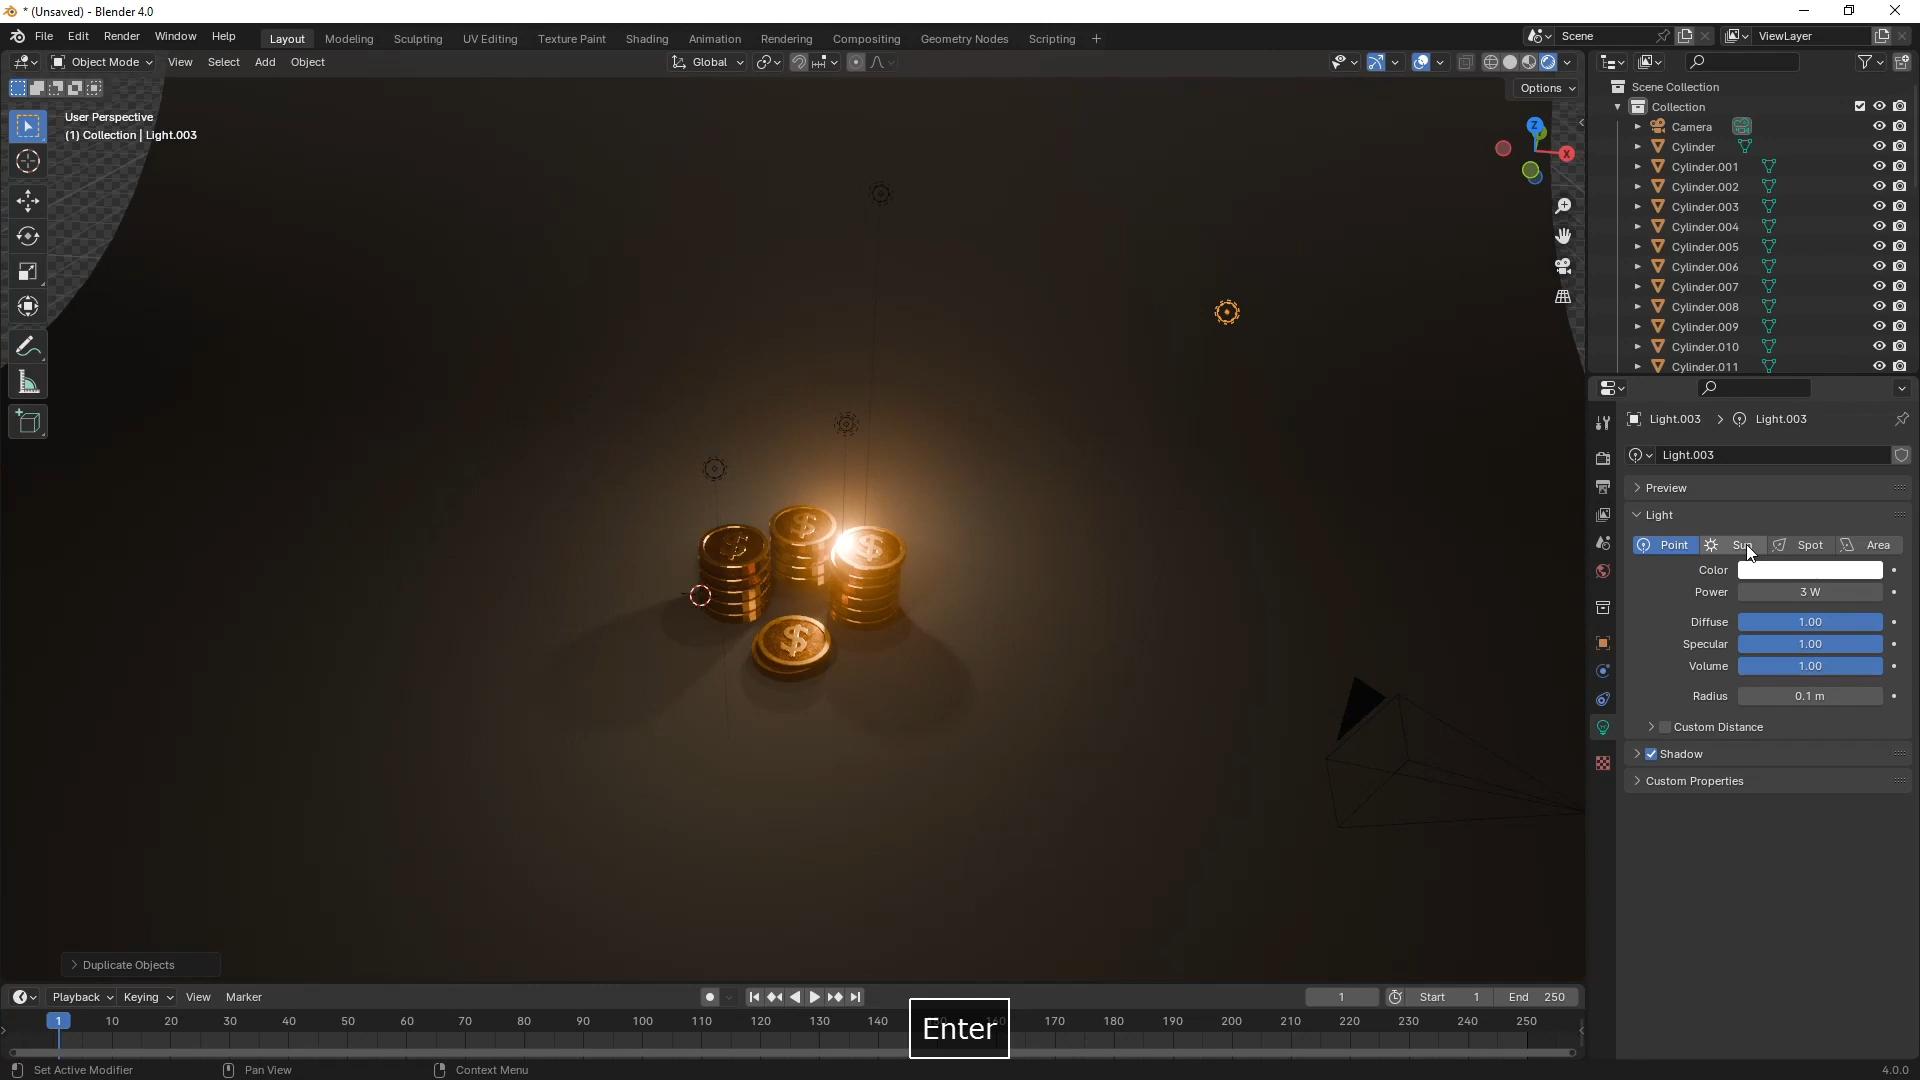 * (Unsaved) - Blender 4.0
File Edit Render Window Help
Layout Modeling Sculpting UV Editing Texture Paint Shading Animation Rendering Compositing Geometry Nodes Scripting +
Scene
ViewLayer
Object Mode View Select Add Object
Global
Options
User Perspective
(1) Collection | Light.003
Z
X
Scene Collection
Collection
Camera
Cylinder
Cylinder.001
Cylinder.002
Cylinder.003
Cylinder.004
Cylinder.005
Cylinder.006
Cylinder.007
Cylinder.008
Cylinder.009
Cylinder.010
Cylinder.011
Light.003 > Light.003
Light.003
Preview
Light
Point Sun Spot Area
Color
Power 3 W
Diffuse 1.00
Specular 1.00
Volume 1.00
Radius 0.1 m
Custom Distance
Shadow
Custom Properties
$ $ $
$
Duplicate Objects
Playback Keying View Marker
1 Start 1 End 250
1 10 20 30 40 50 60 70 80 90 100 110 120 130 140 160 170 180 190 200 210 220 230 240 250
Enter
Set Active Modifier Pan View Context Menu
4.0.0